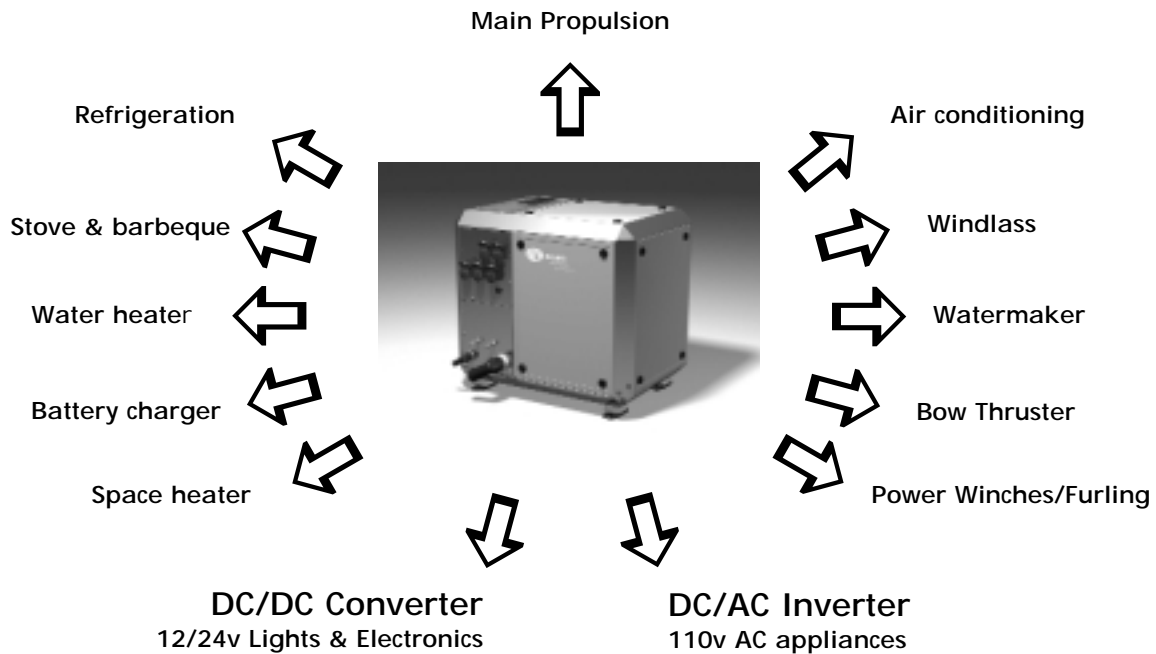 Main Propulsion
Refrigeration
Air conditioning
Stove & barbeque
Windlass
Water heater
Watermaker
Battery charger
Bow Thruster
Space heater
Power Winches/Furling
DC/DC Converter
12/24v Lights & Electronics
DC/AC Inverter
110v AC appliances